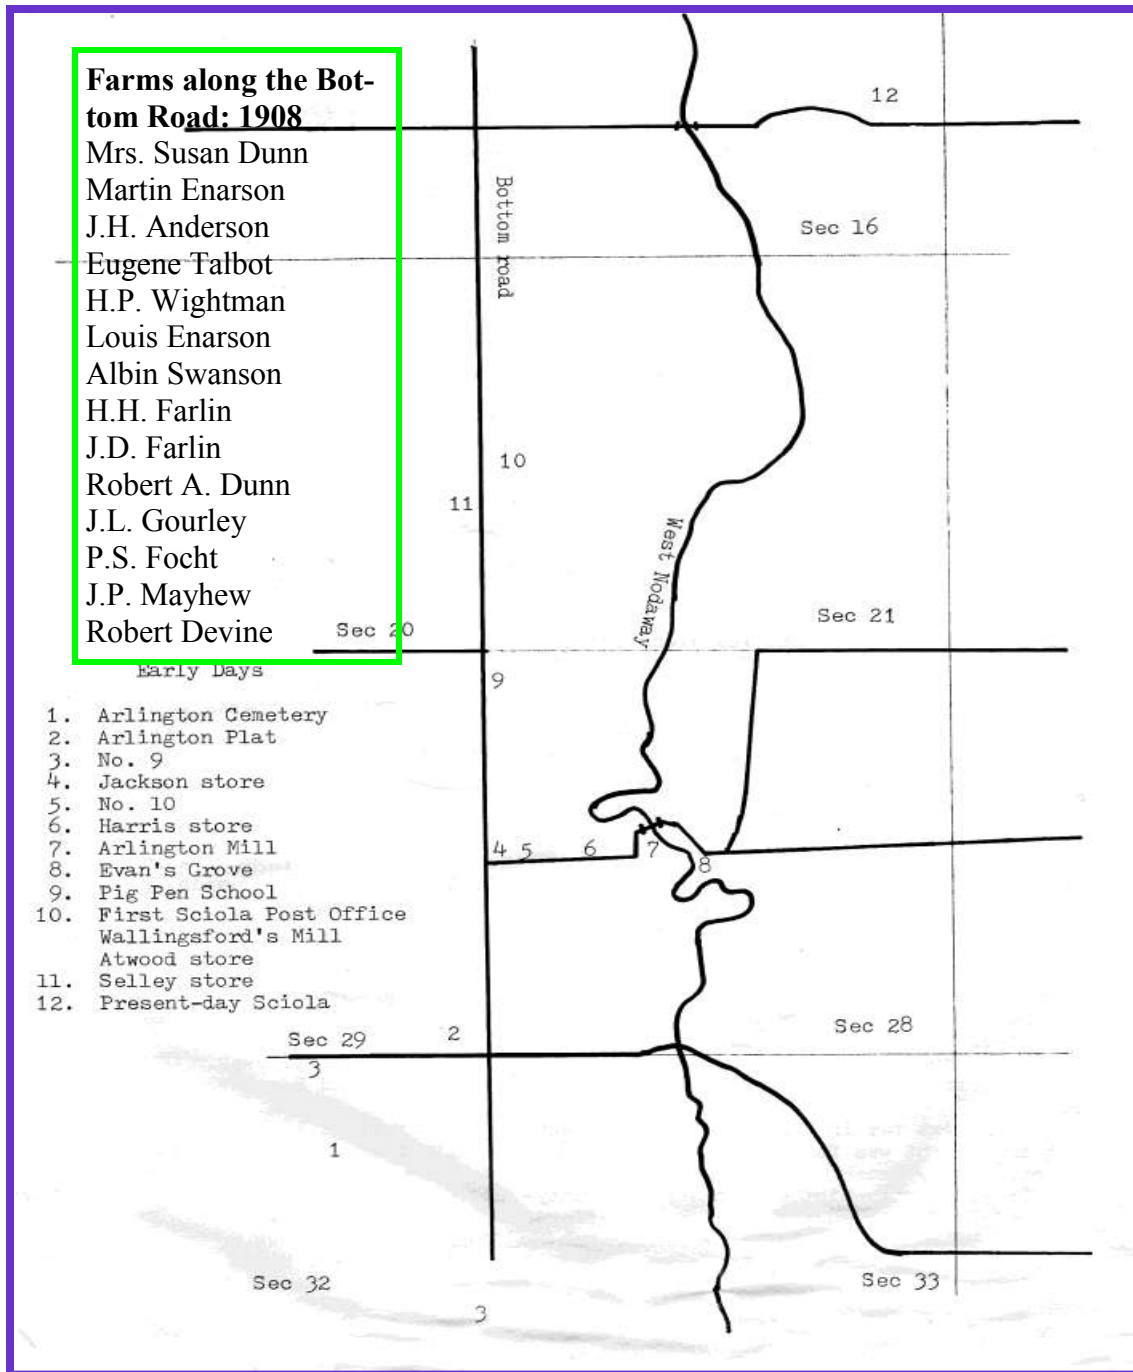 Farms along the Bot-
tom Road: 1908
Mrs. Susan Dunn
Martin Enarson
J.H. Anderson
Eugene Talbot
H.P. Wightman
Louis Enarson
Albin Swanson
H.H. Farlin
J.D. Farlin
Robert A. Dunn
J.L. Gourley
P.S. Focht
J.P. Mayhew
Robert Devine
12
Bottom road
Sec 16
10
11
West Nodaway
Sec 20
Sec 21
Early Days
9
1. Arlington Cemetery
2. Arlington Plat
3. No. 9
4. Jackson store
5. No. 10
6. Harris store
7. Arlington Mill
8. Evan's Grove
9. Pig Pen School
10. First Sciola Post Office
Wallingsford's Mill
Atwood store
11. Selley store
12. Present-day Sciola
4 5 6 7 8
Sec 29
2
Sec 28
3
1
Sec 32
Sec 33
3